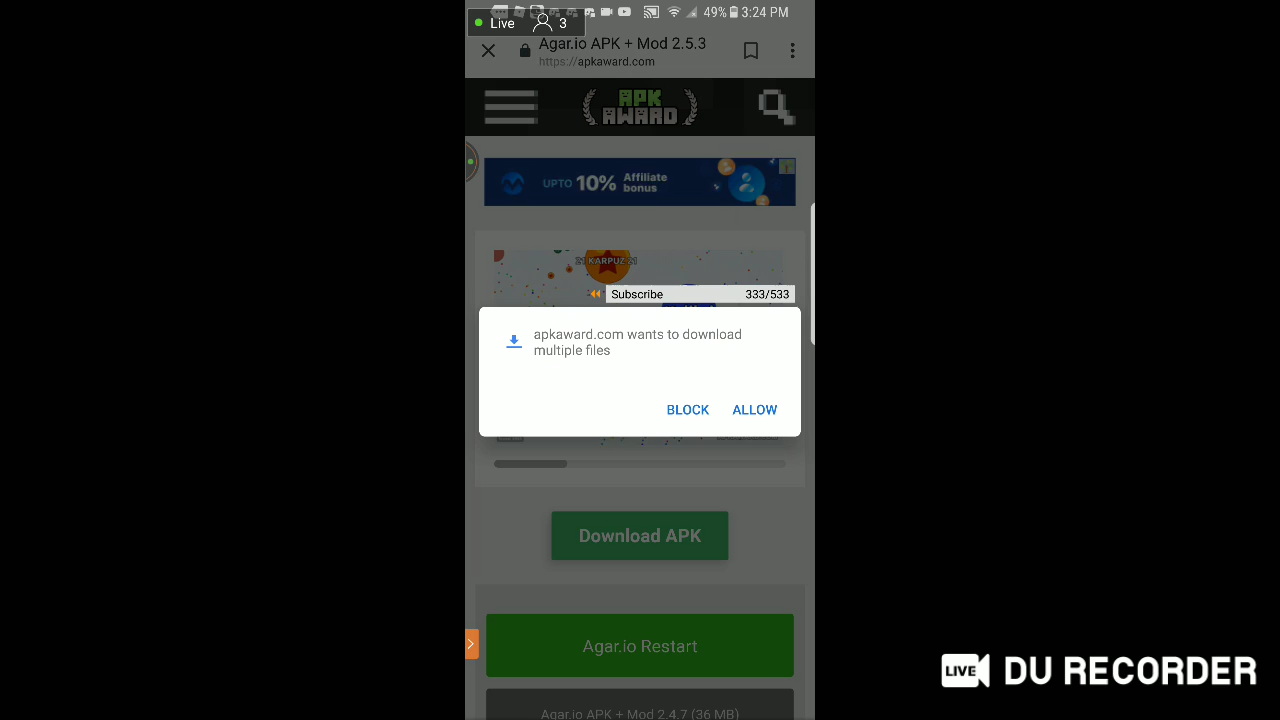 Live 3
49% 3:24 PM
Agar.io APK + Mod 2.5.3
https://apkaward.com
APK
AWARD
UPTO 10% Affiliate
bonus
21 KARPUZ 21
Subscribe 333/533
apkaward.com wants to download
multiple files
BLOCK ALLOW
Download APK
Agar.io Restart
Agar.io APK + Mod 2.4.7 (36 MB)
LIVE DU RECORDER